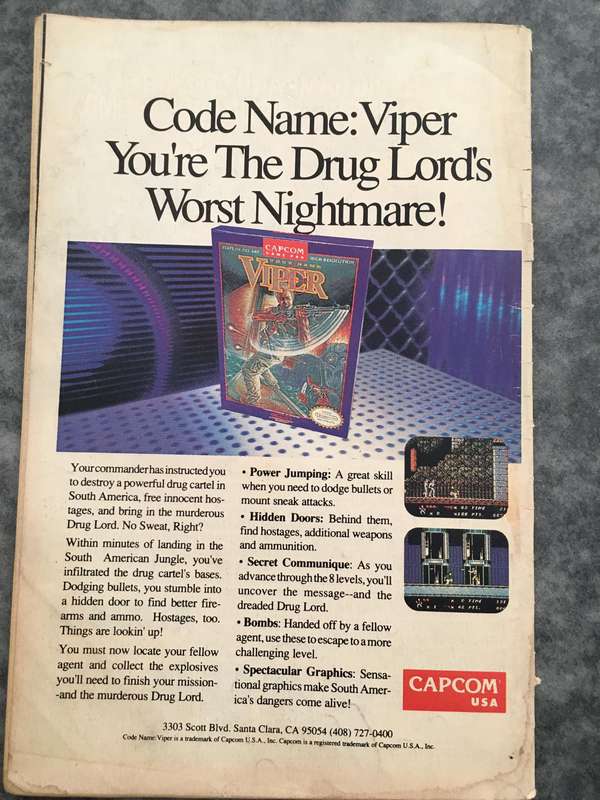 Code Name: Viper
You're The Drug Lord's
Worst Nightmare!
CAPCOM
HIGH RESOLUTION
CODE NAME
VIPER
Your commander has instructed you
to destroy a powerful drug cartel in
South America, free innocent hos-
tages, and bring in the murderous
Drug Lord. No Sweat, Right?
Within minutes of landing in the
South American Jungle, you've
infiltrated the drug cartel's bases.
Dodging bullets, you stumble into
a hidden door to find better fire-
arms and ammo. Hostages, too.
Things are lookin' up!
You must now locate your fellow
agent and collect the explosives
you'll need to finish your mission-
-and the murderous Drug Lord.
• Power Jumping: A great skill
when you need to dodge bullets or
mount sneak attacks.
• Hidden Doors: Behind them,
find hostages, additional weapons
and ammunition.
• Secret Communique: As you
advance through the 8 levels, you'll
uncover the message--and the
dreaded Drug Lord.
• Bombs: Handed off by a fellow
agent, use these to escape to a more
challenging level.
• Spectacular Graphics: Sensa-
tional graphics make South Amer-
ica's dangers come alive!
CAPCOM
USA
3303 Scott Blvd. Santa Clara, CA 95054 (408) 727-0400
Code Name: Viper is a trademark of Capcom U.S.A., Inc. Capcom is a registered trademark of Capcom U.S.A., Inc.